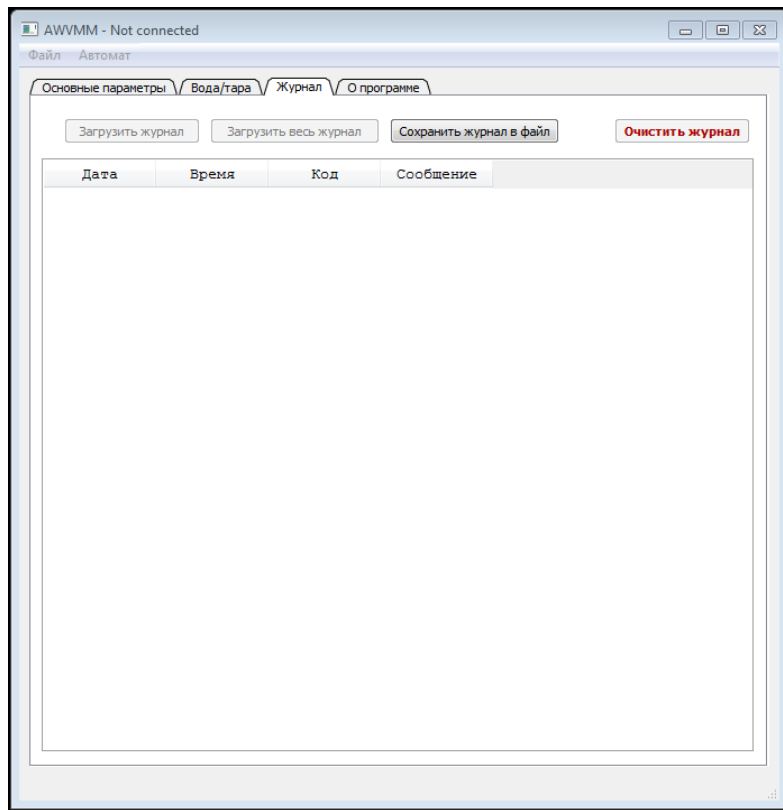 AWVMM - Not connected
Файл Автомат
Основные параметры Вода/тара Журнал О программе
Загрузить журнал Загрузить весь журнал Сохранить журнал в файл Очистить журнал
Дата Время Код Сообщение